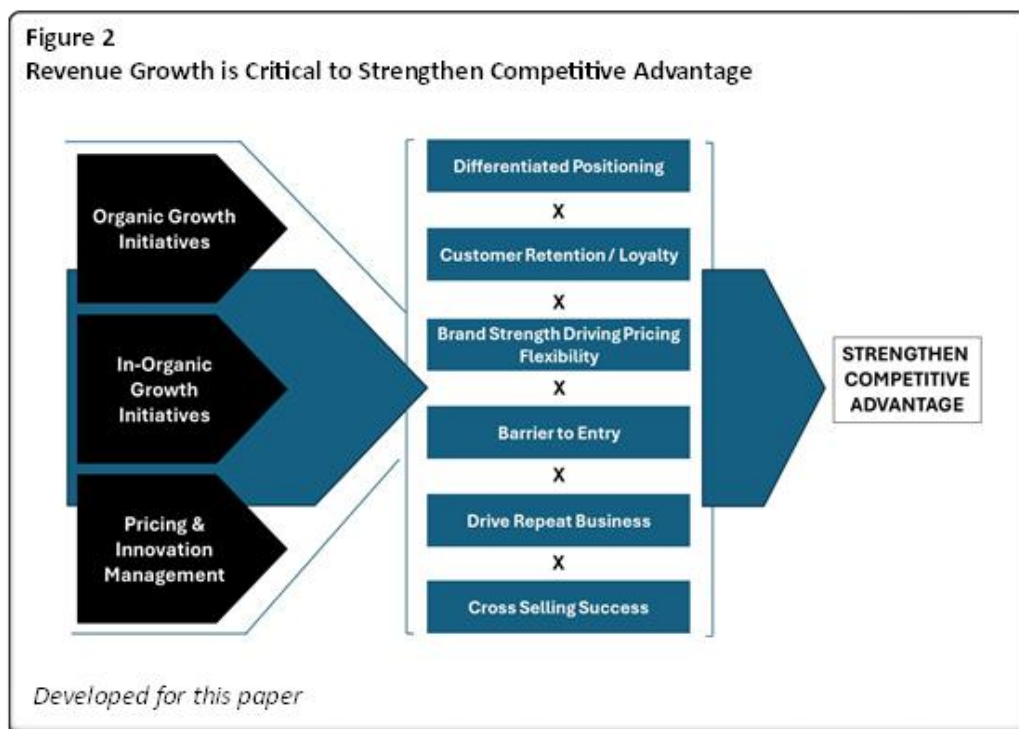 Figure 2
Revenue Growth is Critical to Strengthen Competitive Advantage
Organic Growth
Initiatives
In-Organic
Growth
Initiatives
Pricing &
Innovation
Management
Differentiated Positioning
X
Customer Retention / Loyalty
X
Brand Strength Driving Pricing
Flexibility
X
Barrier to Entry
X
Drive Repeat Business
X
Cross Selling Success
STRENGTHEN
COMPETITIVE
ADVANTAGE
Developed for this paper